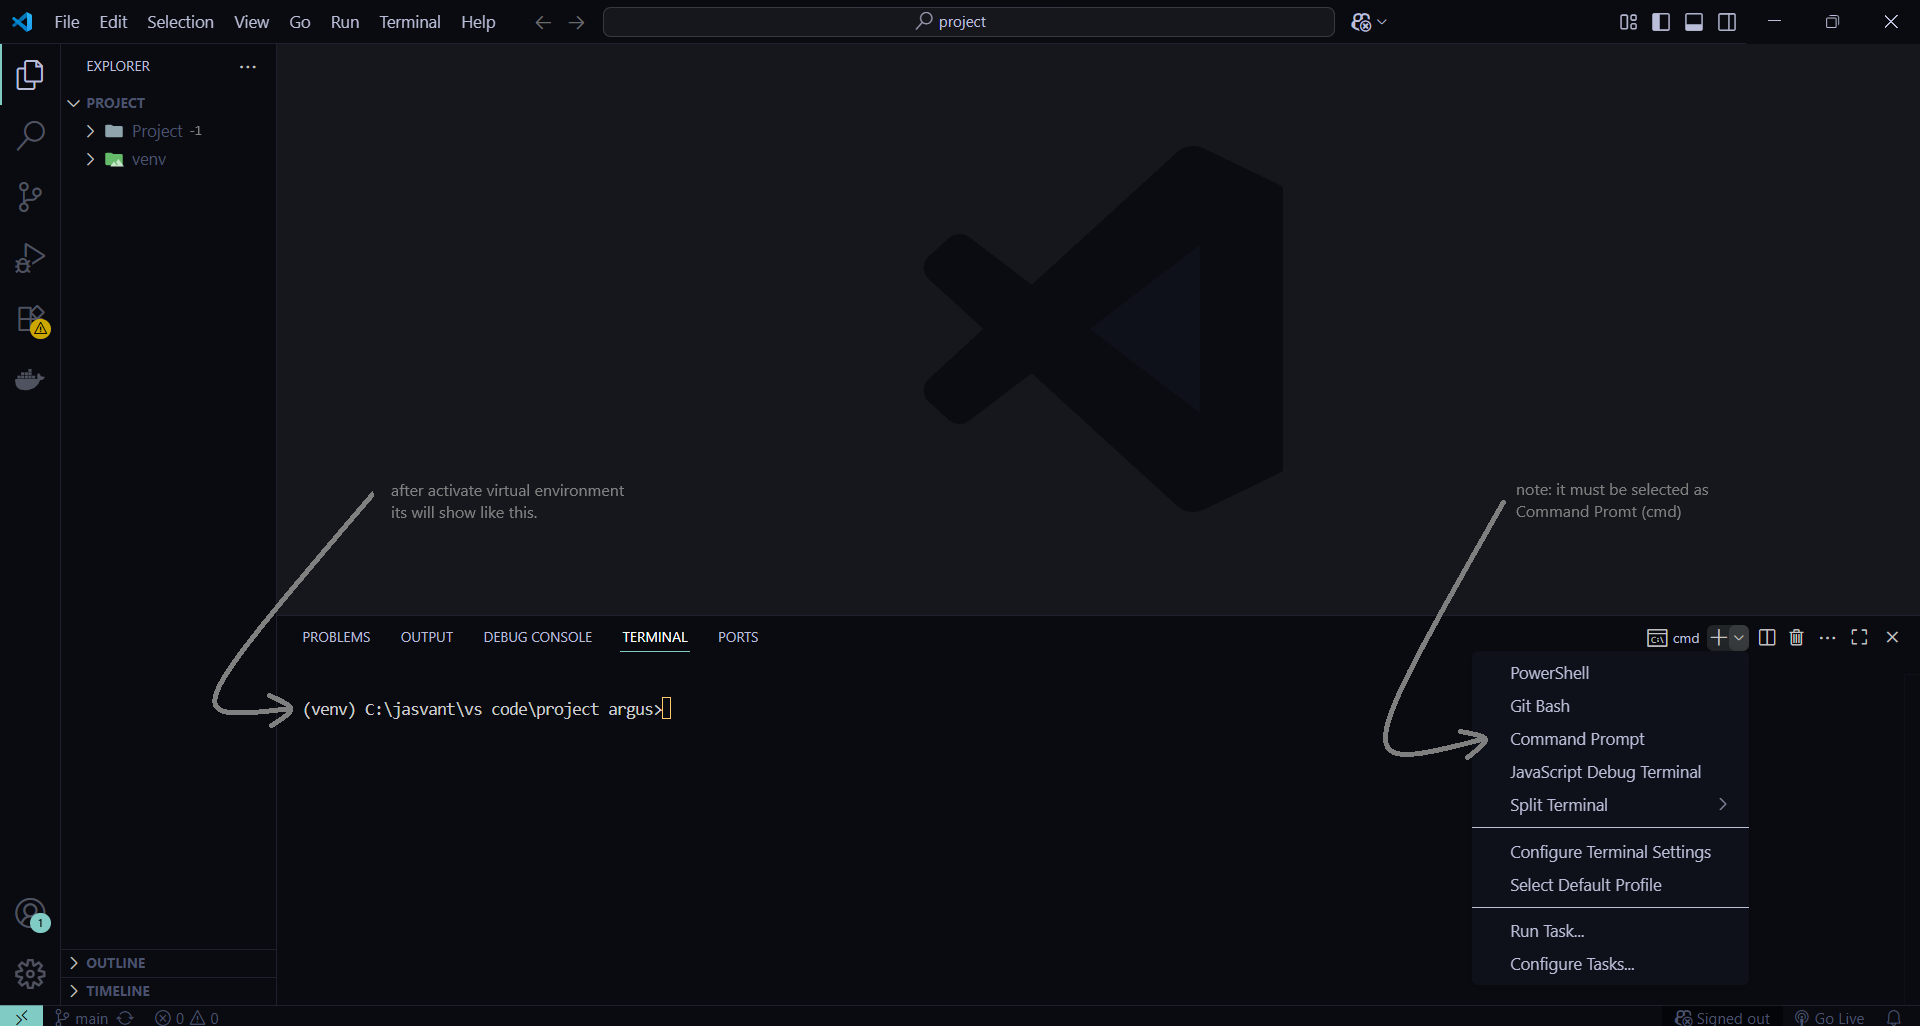 File Edit Selection View Go Run Terminal Help
project
EXPLORER
PROJECT
Project -1
venv
after activate virtual environment
its will show like this.
note: it must be selected as
Command Promt (cmd)
PROBLEMS OUTPUT DEBUG CONSOLE TERMINAL PORTS
cmd
(venv) C:\jasvant\vs code\project argus>
PowerShell
Git Bash
Command Prompt
JavaScript Debug Terminal
Split Terminal
Configure Terminal Settings
Select Default Profile
Run Task...
Configure Tasks...
1
OUTLINE
TIMELINE
main 0 0 Signed out Go Live